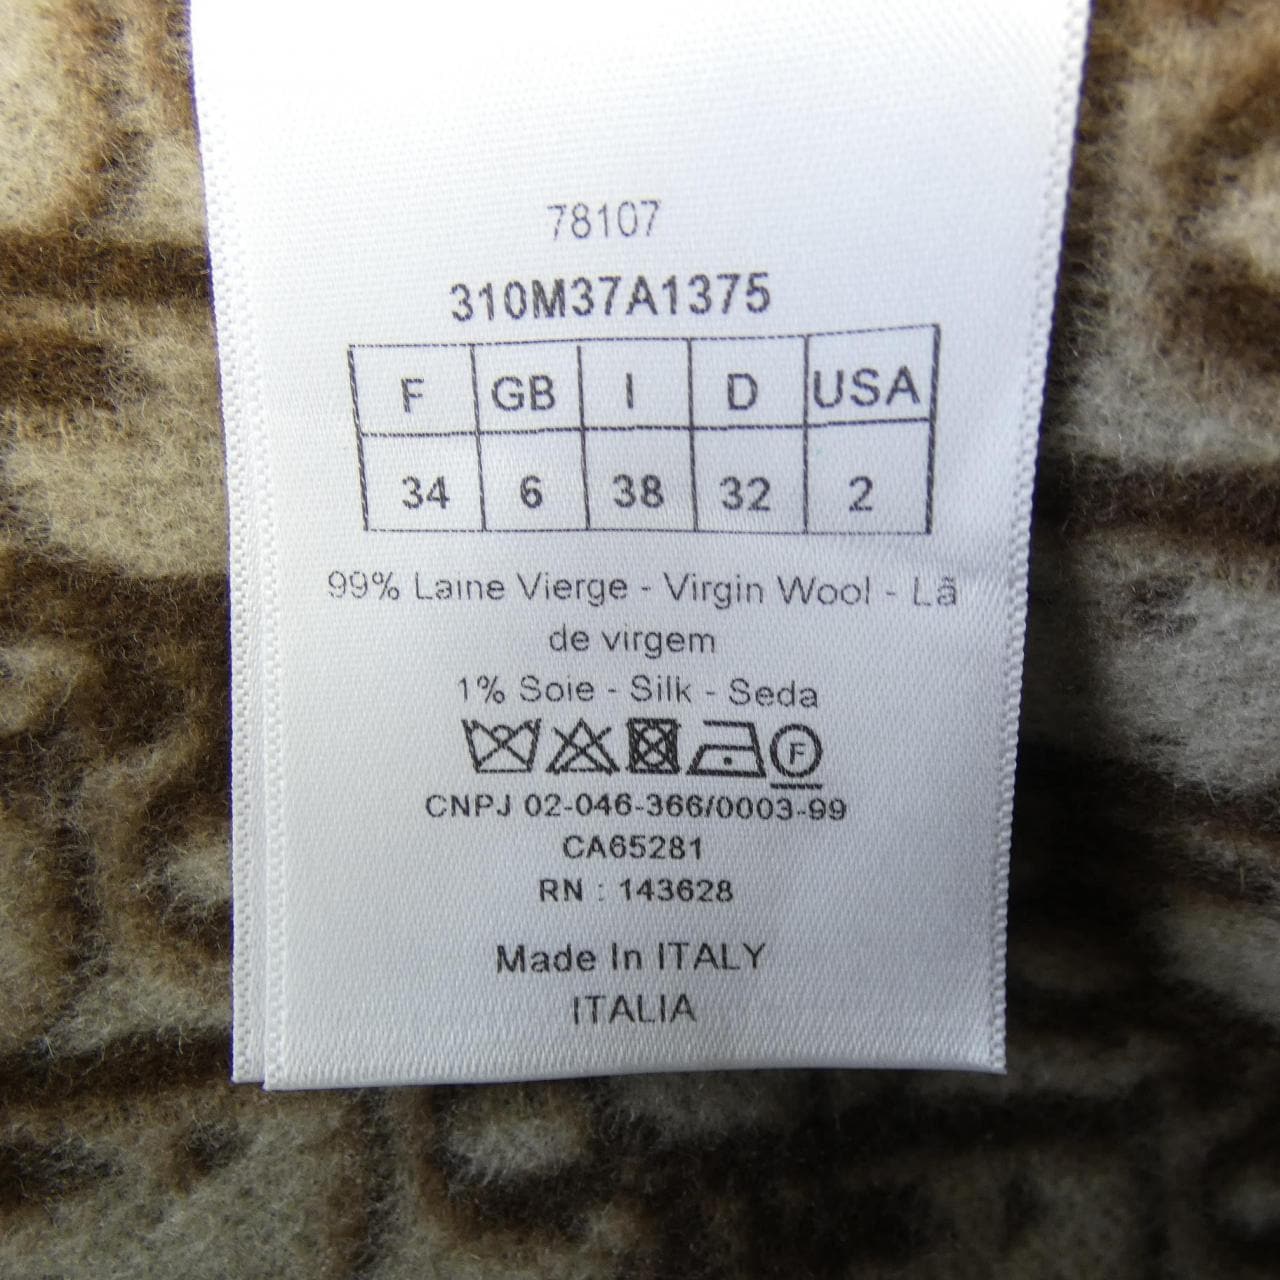 78107
310M37A1375
F GB I D USA
34 6 38 32 2
99% Laine Vierge - Virgin Wool - Lã
de virgem
1% Soie - Silk - Seda
F
CNPJ 02-046-366/0003-99
CA65281
RN : 143628
Made In ITALY
ITALIA